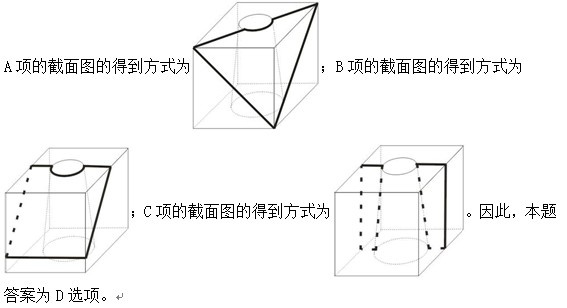 A项的截面图的得到方式为；B项的截面图的得到方式为
；C项的截面图的得到方式为。因此，本题
答案为D选项。